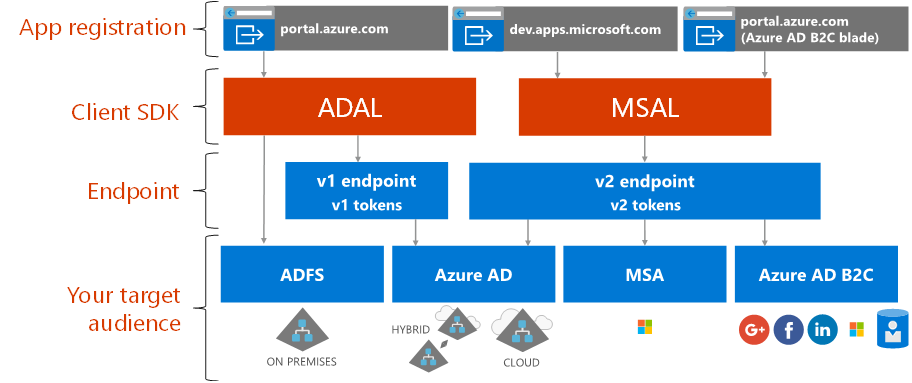 App registration
portal.azure.com
dev.apps.microsoft.com
portal.azure.com
(Azure AD B2C blade)
Client SDK
ADAL
MSAL
Endpoint
v1 endpoint
v1 tokens
v2 endpoint
v2 tokens
Your target
audience
ADFS
Azure AD
MSA
Azure AD B2C
ON PREMISES
HYBRID
CLOUD
G+
f
in